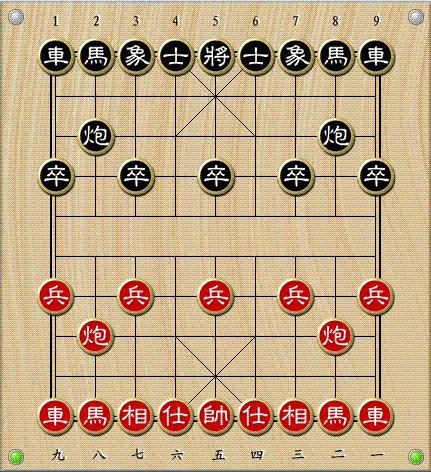 1 2 3 4 5 6 7 8 9
車 馬 象 士 將 士 象 馬 車
炮 炮
卒 卒 卒 卒 卒
兵 兵 兵 兵 兵
炮 炮
車 馬 相 仕 帥 仕 相 馬 車
九 八 七 六 五 四 三 二 一